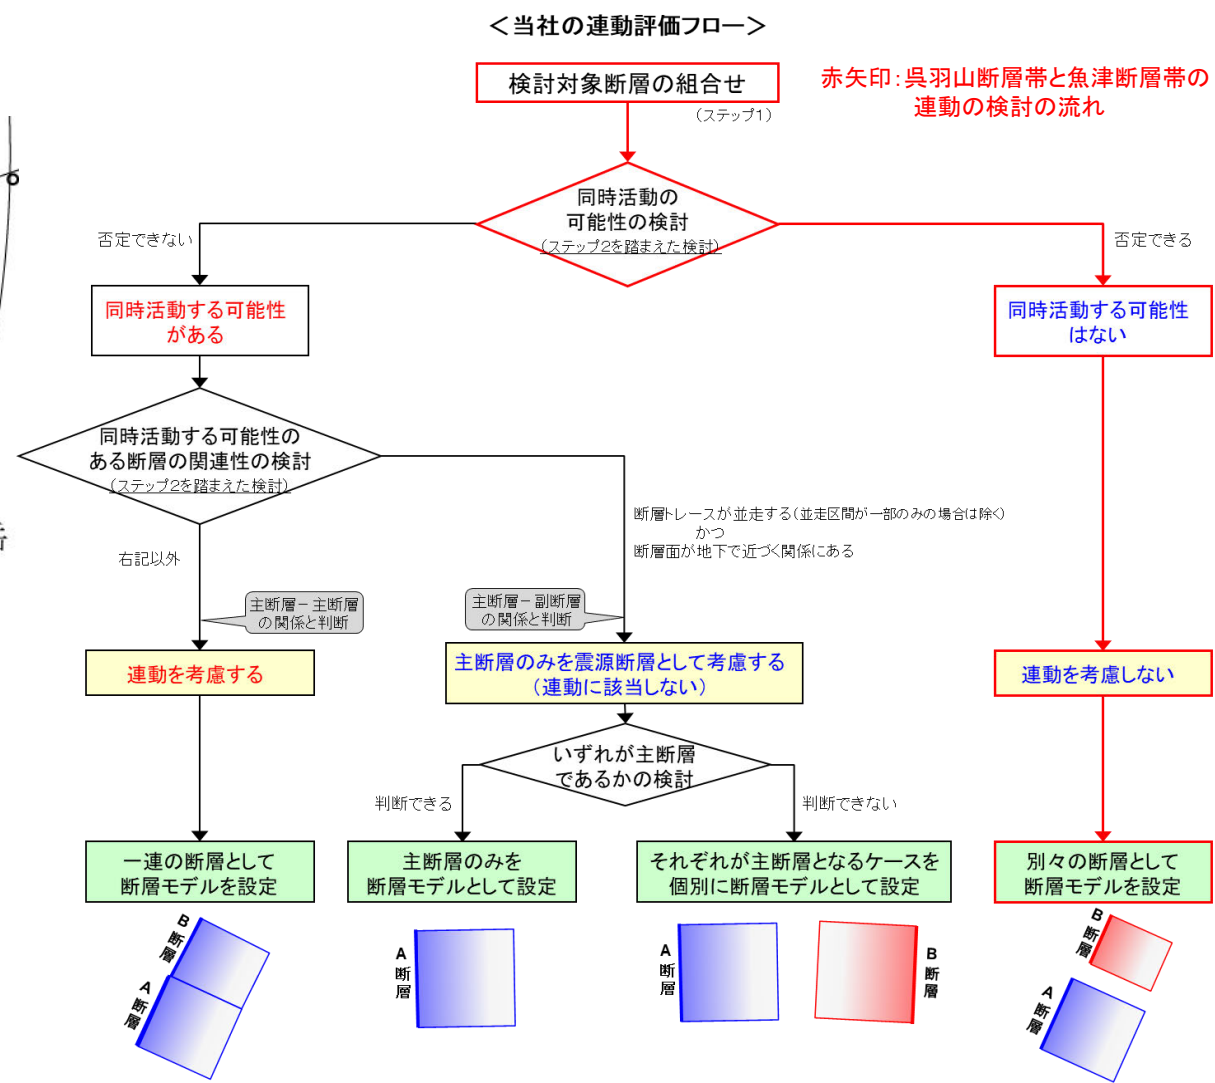 ＜当社の連動評価フロー＞
検討対象断層の組合せ
（ステップ1）
赤矢印：呉羽山断層帯と魚津断層帯の
連動の検討の流れ
。
同時活動の
可能性の検討
（ステップ2を踏まえた検討）
否定できない
否定できる
同時活動する可能性
がある
同時活動する可能性
はない
同時活動する可能性の
ある断層の関連性の検討
（ステップ2を踏まえた検討）
断層トレースが並走する（並走区間が一部のみの場合は除く）
かつ
断層面が地下で近づく関係にある
右記以外
主断層－主断層
の関係と判断
主断層－副断層
の関係と判断
連動を考慮する
主断層のみを震源断層として考慮する
（連動に該当しない）
連動を考慮しない
いずれが主断層
であるかの検討
判断できる
判断できない
一連の断層として
断層モデルを設定
主断層のみを
断層モデルとして設定
それぞれが主断層となるケースを
個別に断層モデルとして設定
別々の断層として
断層モデルを設定
B断層
A断層
A断層
A断層
B断層
B断層
A断層